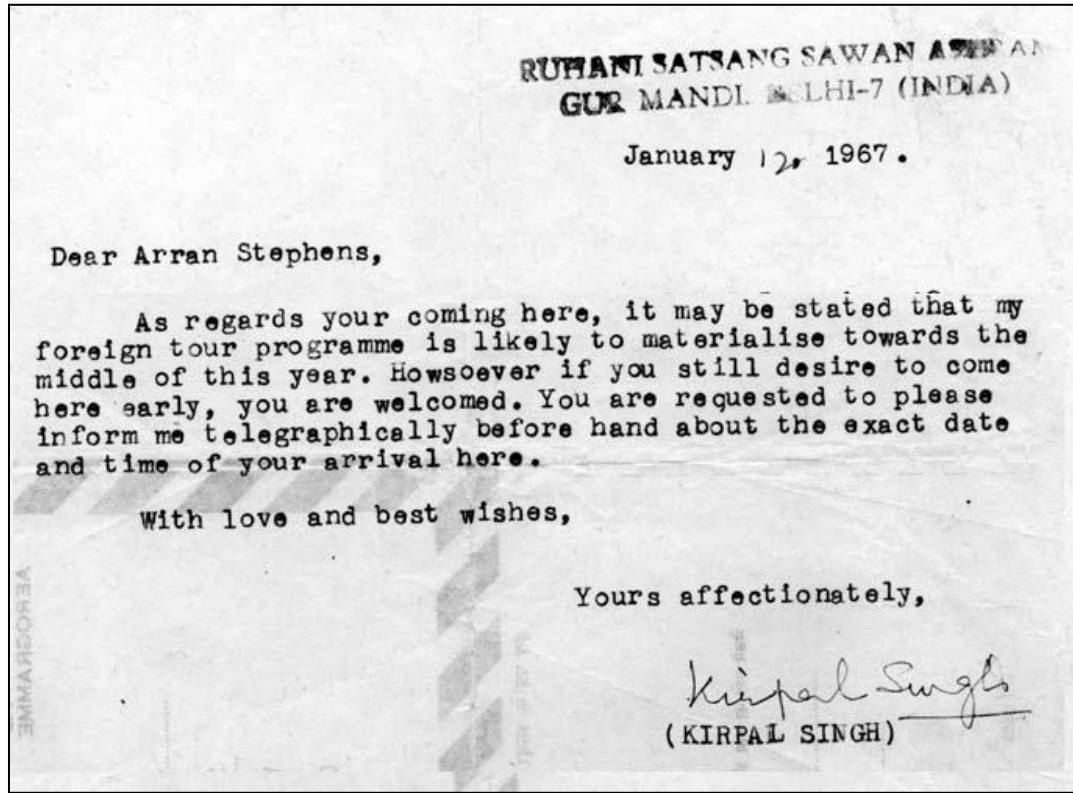 RUHANI SATSANG SAWAN ASHRAM
GUR MANDI. DELHI-7 (INDIA)
January 12, 1967.
Dear Arran Stephens,
As regards your coming here, it may be stated that my
foreign tour programme is likely to materialise towards the
middle of this year. Howsoever if you still desire to come
here early, you are welcomed. You are requested to please
inform me telegraphically before hand about the exact date
and time of your arrival here.
With love and best wishes,
Yours affectionately,
Kirpal Singh
(KIRPAL SINGH)
AEROGRAMME